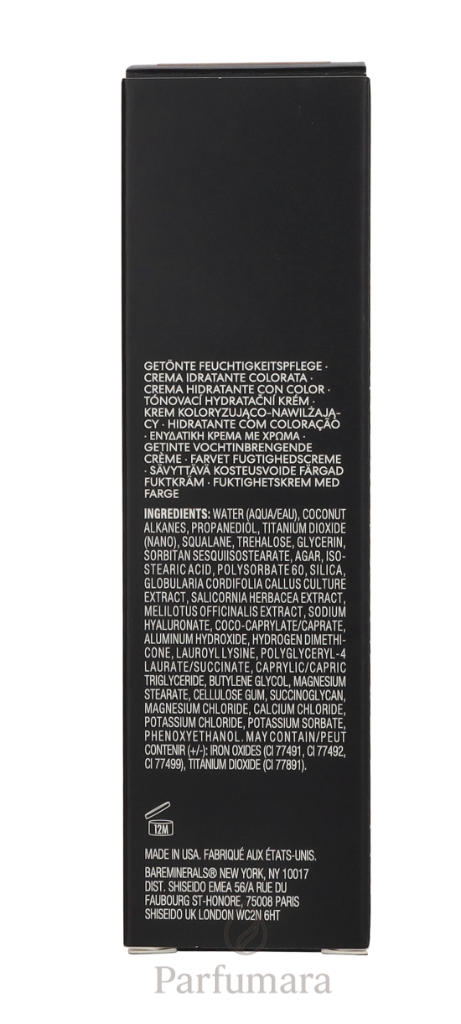 GETÖNTE FEUCHTIGKEITSPFLEGE ·
CREMA IDRATANTE COLORATA ·
CREMA HIDRATANTE CON COLOR ·
TÓNOVACÍ HYDRATAČNÍ KRÉM ·
KREM KOLORYZUJĄCO-NAWILŻAJĄ-
CY · HIDRATANTE COM COLORAÇÃO
· ΕΝΥΔΑΤΙΚΗ ΚΡΕΜΑ ΜΕ ΧΡΩΜΑ ·
GETINTE VOCHTINBRENGENDE
CRÈME · FARVET FUGTIGHEDSCREME
· SÄVYTTÄVÄ KOSTEUSVOIDE FÄRGAD
FUKTKRÄM · FUKTIGHETSKREM MED
FARGE
INGREDIENTS: WATER (AQUA/EAU), COCONUT
ALKANES, PROPANEDIOL, TITANIUM DIOXIDE
(NANO), SQUALANE, TREHALOSE, GLYCERIN,
SORBITAN SESQUIISOSTEARATE, AGAR, ISO-
STEARIC ACID, POLYSORBATE 60, SILICA,
GLOBULARIA CORDIFOLIA CALLUS CULTURE
EXTRACT, SALICORNIA HERBACEA EXTRACT,
MELILOTUS OFFICINALIS EXTRACT, SODIUM
HYALURONATE, COCO-CAPRYLATE/CAPRATE,
ALUMINUM HYDROXIDE, HYDROGEN DIMETHI-
CONE, LAUROYL LYSINE, POLYGLYCERYL-4
LAURATE/SUCCINATE, CAPRYLIC/CAPRIC
TRIGLYCERIDE, BUTYLENE GLYCOL, MAGNESIUM
STEARATE, CELLULOSE GUM, SUCCINOGLYCAN,
MAGNESIUM CHLORIDE, CALCIUM CHLORIDE,
POTASSIUM CHLORIDE, POTASSIUM SORBATE,
PHENOXYETHANOL. MAY CONTAIN/PEUT
CONTENIR (+/-): IRON OXIDES (CI 77491, CI 77492,
CI 77499), TITANIUM DIOXIDE (CI 77891).
12M
MADE IN USA. FABRIQUÉ AUX ÉTATS-UNIS.
BAREMINERALS® NEW YORK, NY 10017
DIST. SHISEIDO EMEA 56/A RUE DU
FAUBOURG ST-HONORE, 75008 PARIS
SHISEIDO UK LONDON WC2N 6HT
Parfumara